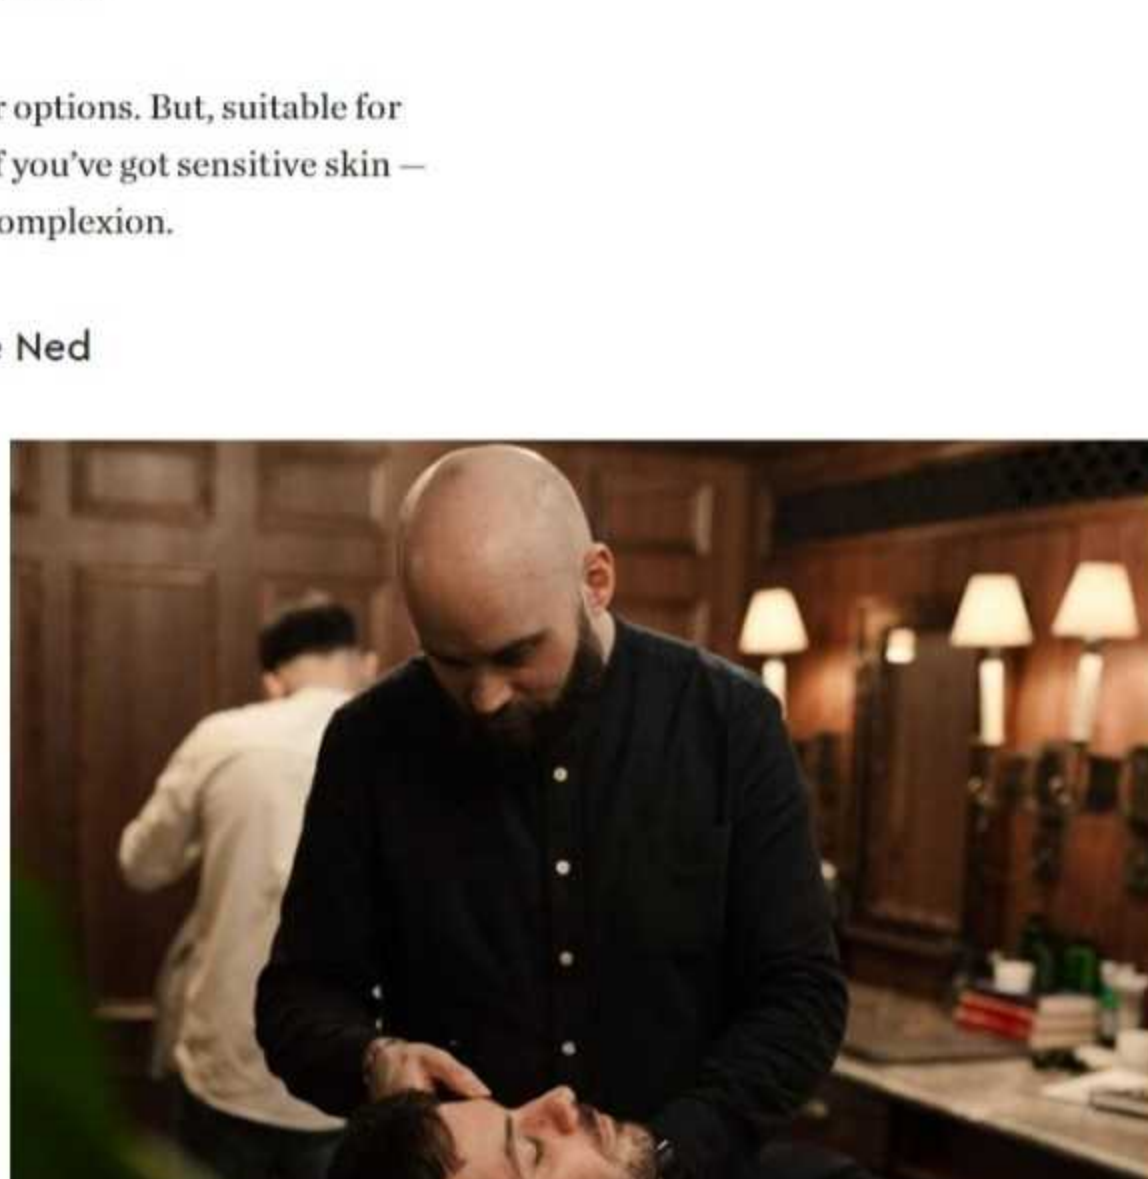 options. But, suitable for
you've got sensitive skin —
omplexion.
Ned